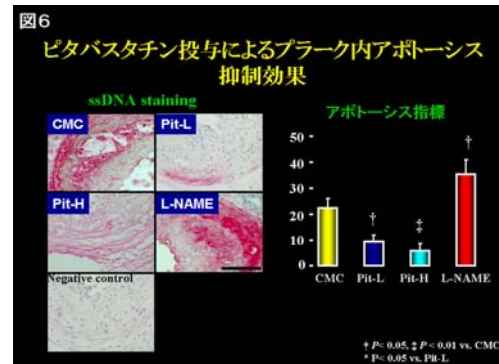 図6
ピタバスタチン投与によるプラーク内アポトーシス
抑制効果
ssDNA staining
CMC
Pit-L
Pit-H
L-NAME
Negative control
アポトーシス指標
50
40
30
20
10
0
†
‡
†
CMC Pit-L Pit-H L-NAME
† P< 0.05, ‡ P < 0.01 vs. CMC
* P< 0.05 vs. Pit-L